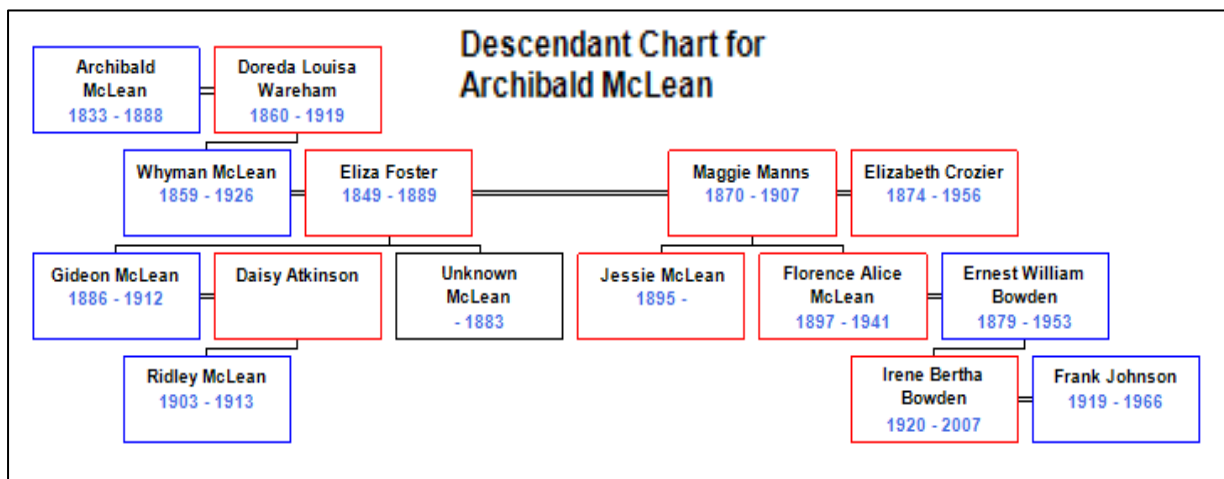 Descendant Chart for
Archibald McLean
Archibald
McLean
1833 - 1888
Doreda Louisa
Wareham
1860 - 1919
Whyman McLean
1859 - 1926
Eliza Foster
1849 - 1889
Maggie Manns
1870 - 1907
Elizabeth Crozier
1874 - 1956
Gideon McLean
1886 - 1912
Daisy Atkinson
Unknown
McLean
- 1883
Jessie McLean
1895 -
Florence Alice
McLean
1897 - 1941
Ernest William
Bowden
1879 - 1953
Ridley McLean
1903 - 1913
Irene Bertha
Bowden
1920 - 2007
Frank Johnson
1919 - 1966